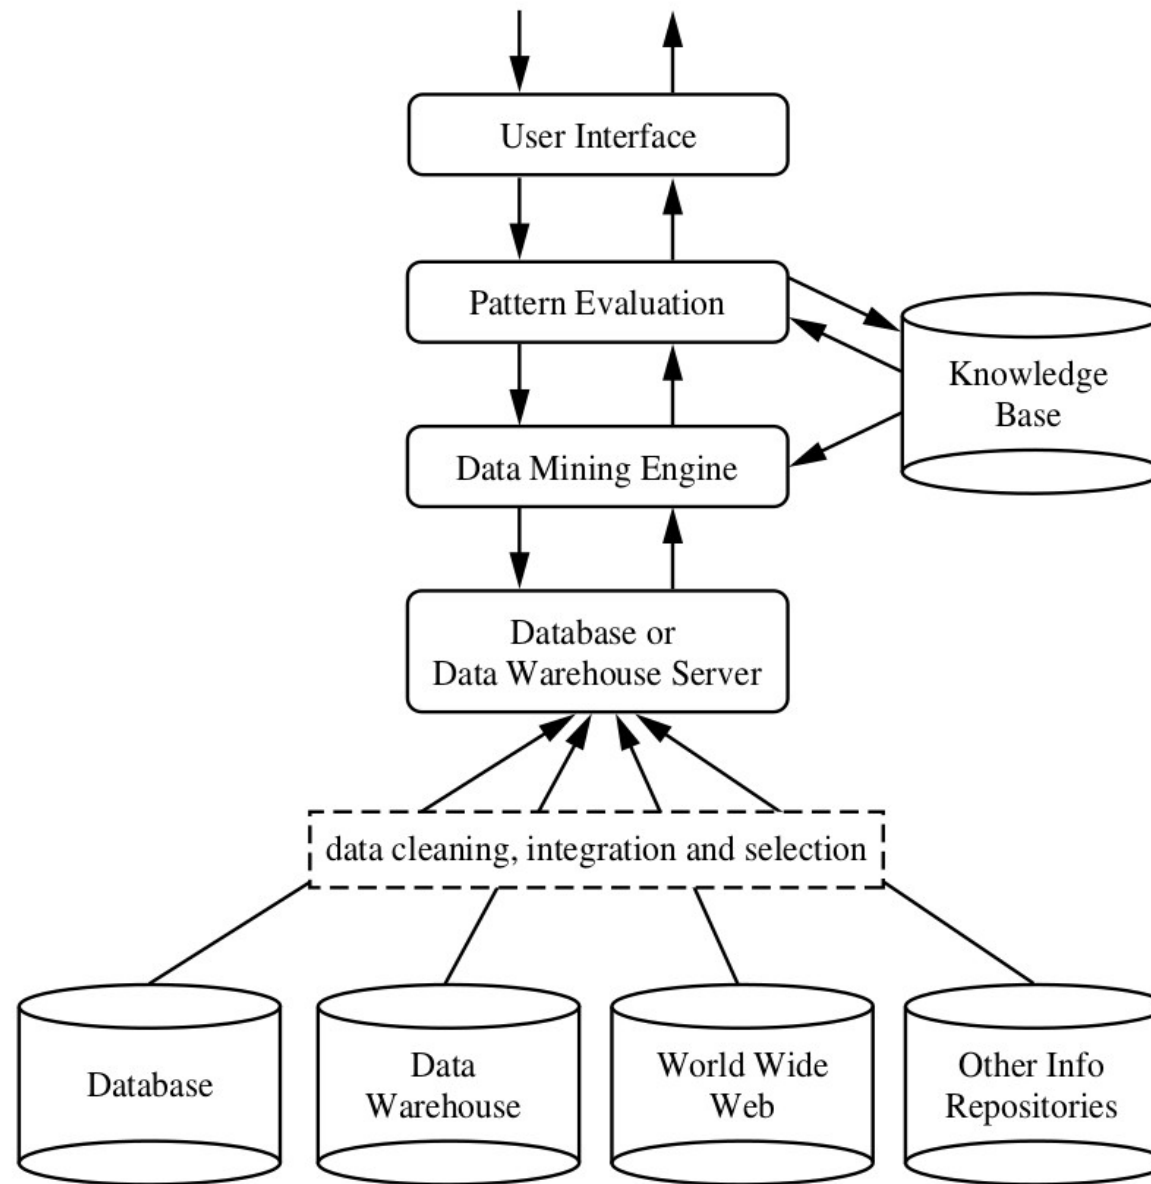 User Interface
Pattern Evaluation
Knowledge
Base
Data Mining Engine
Database or
Data Warehouse Server
data cleaning, integration and selection
Database
Data
Warehouse
World Wide
Web
Other Info
Repositories